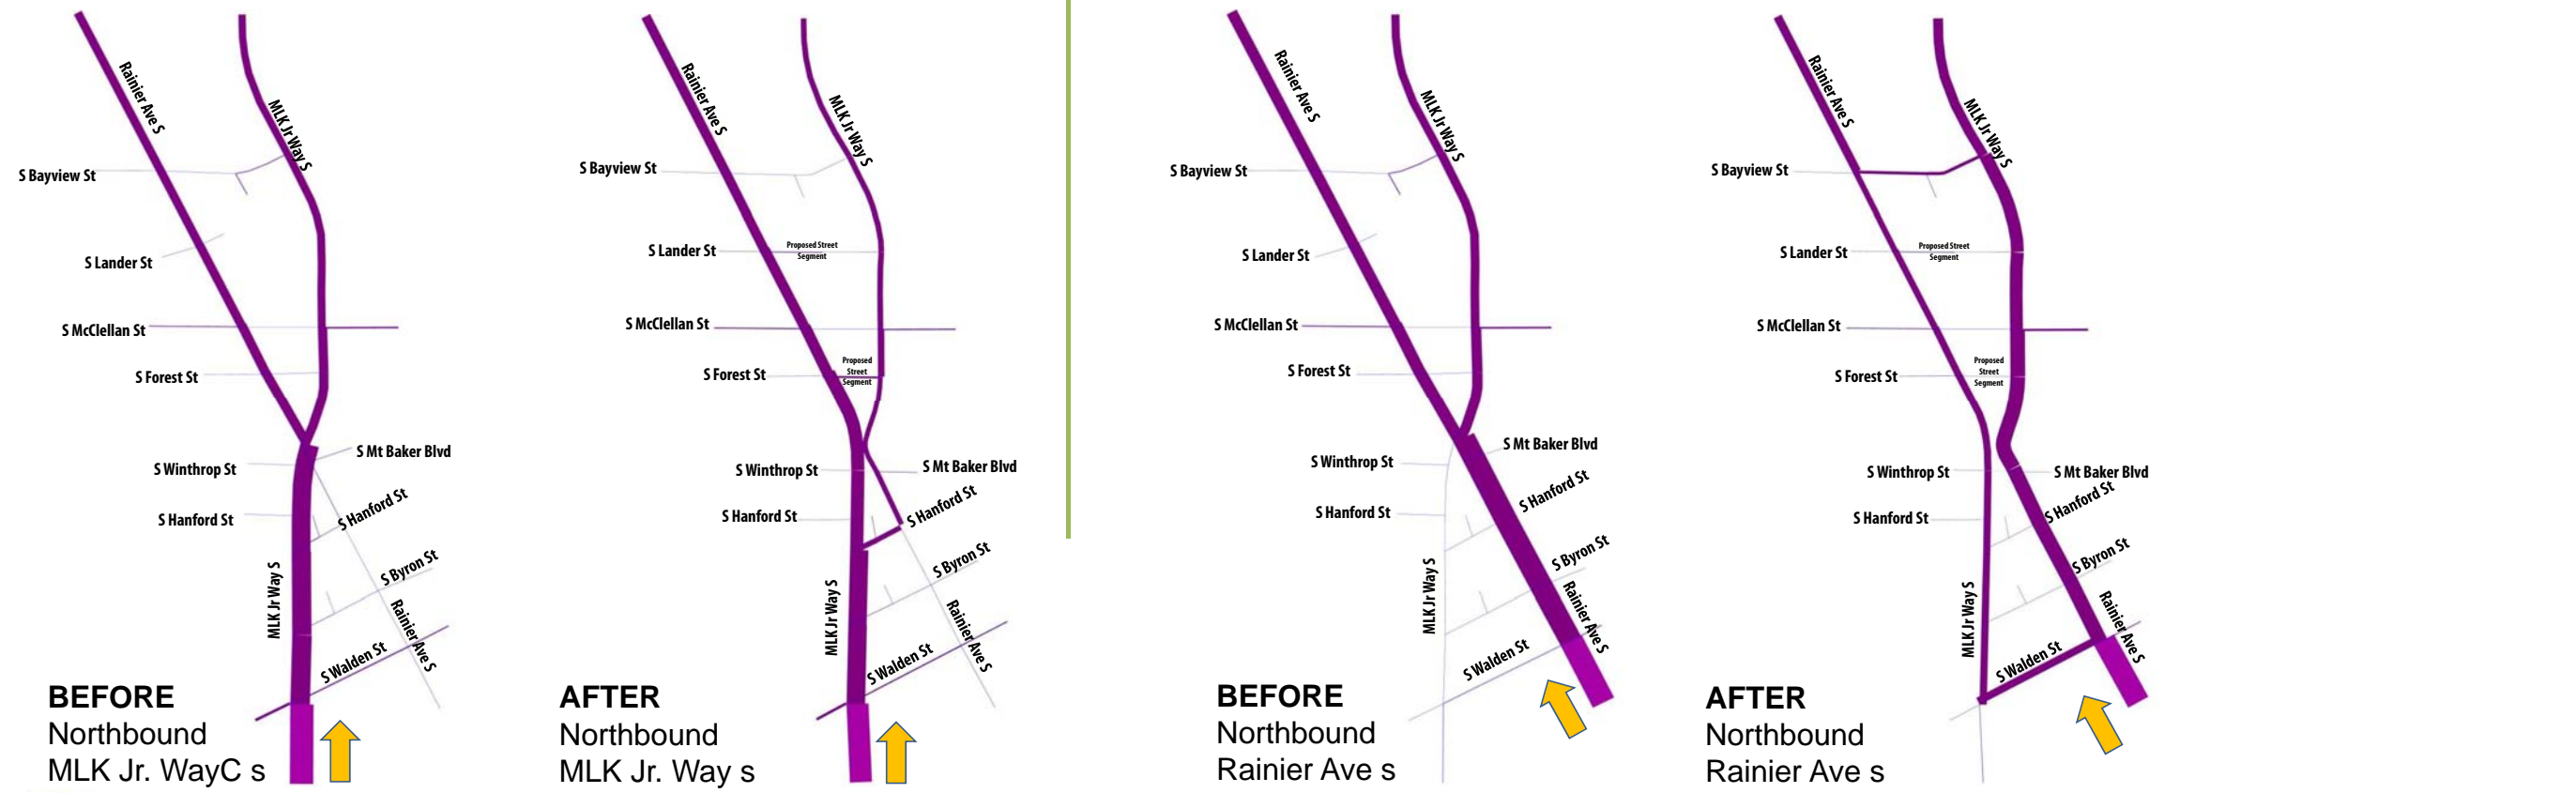 Rainier Ave S
MLK Jr Way S
S Bayview St
S Lander St
S McClellan St
S Forest St
S Mt Baker Blvd
S Winthrop St
S Hanford St
S Hanford St
S Byron St
MLK Jr Way S
Rainier Ave S
S Walden St
BEFORE
Northbound
MLK Jr. WayC s
Rainier Ave S
MLK Jr Way S
S Bayview St
S Lander St
Proposed Street
Segment
S McClellan St
S Forest St
Proposed
Street
Segment
S Winthrop St
S Mt Baker Blvd
S Hanford St
S Hanford St
S Byron St
MLK Jr Way S
Rainier Ave S
S Walden St
AFTER
Northbound
MLK Jr. Way s
Rainier Ave S
MLK Jr Way S
S Bayview St
S Lander St
S McClellan St
S Forest St
S Mt Baker Blvd
S Winthrop St
S Hanford St
S Hanford St
S Byron St
MLK Jr Way S
Rainier Ave S
S Walden St
BEFORE
Northbound
Rainier Ave s
Rainier Ave S
MLK Jr Way S
S Bayview St
S Lander St
Proposed Street
Segment
S McClellan St
S Forest St
Proposed
Street
Segment
S Winthrop St
S Mt Baker Blvd
S Hanford St
S Hanford St
S Byron St
MLK Jr Way S
Rainier Ave S
S Walden St
AFTER
Northbound
Rainier Ave s